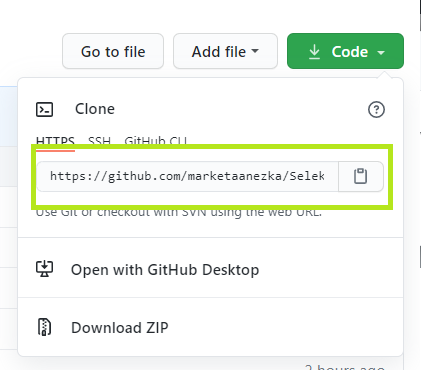 Go to file Add file Code
Clone
HTTPS SSH GitHub CLI
https://github.com/marketaanezka/Selek
Use Git or checkout with SVN using the web URL.
Open with GitHub Desktop
Download ZIP
2 hours ago